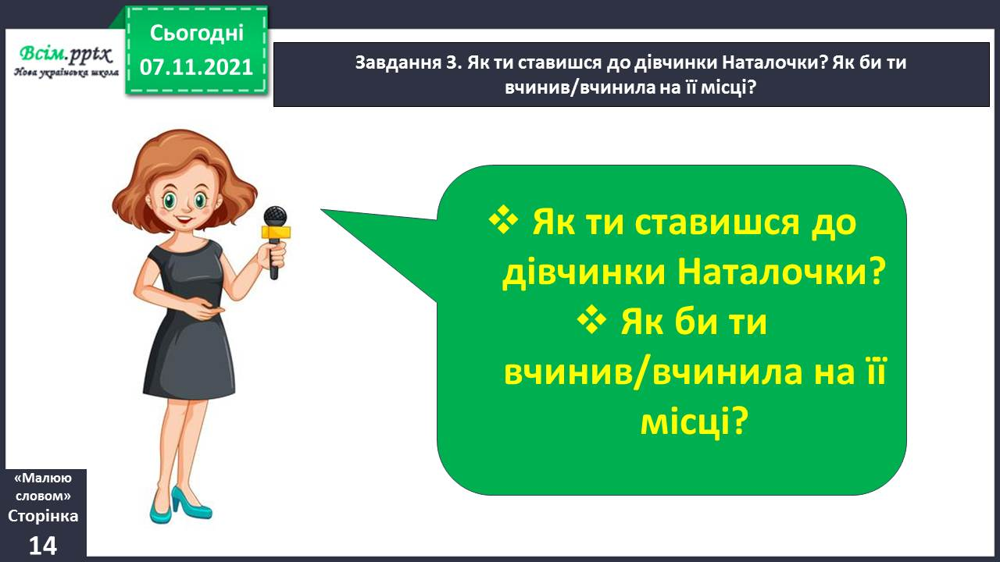 Всім.pptx
Нова українська школа
Сьогодні
07.11.2021
Завдання 3. Як ти ставишся до дівчинки Наталочки? Як би ти
вчинив/вчинила на її місці?
❖ Як ти ставишся до
дівчинки Наталочки?
❖ Як би ти
вчинив/вчинила на її
місці?
«Малюю
словом»
Сторінка
14